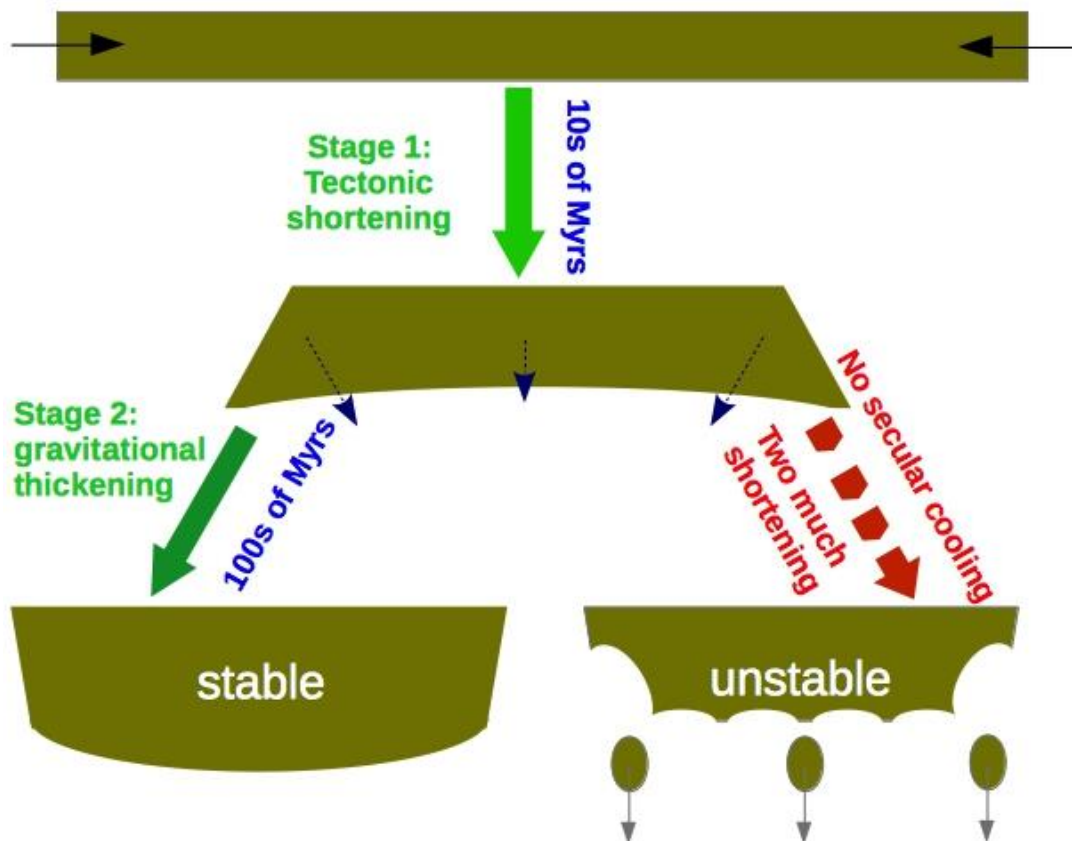 Stage 1:
Tectonic
shortening
10s of Myrs
Stage 2:
gravitational
thickening
100s of Myrs
No secular cooling
Two much
shortening
stable
unstable